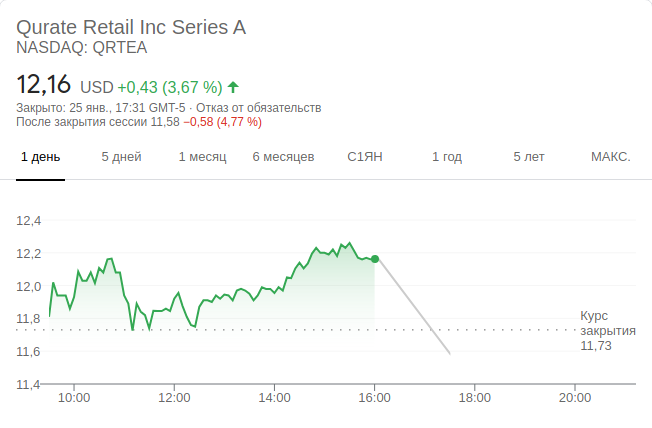 Qurate Retail Inc Series A
NASDAQ: QRTEA
12,16 USD +0,43 (3,67 %)
Закрыто: 25 янв., 17:31 GMT-5 · Отказ от обязательств
После закрытия сессии 11,58 −0,58 (4,77 %)
1 день 5 дней 1 месяц 6 месяцев С1ЯН 1 год 5 лет МАКС.
12,4
12,2
12,0
11,8
11,6
11,4
Курс
закрытия
11,73
10:00 12:00 14:00 16:00 18:00 20:00